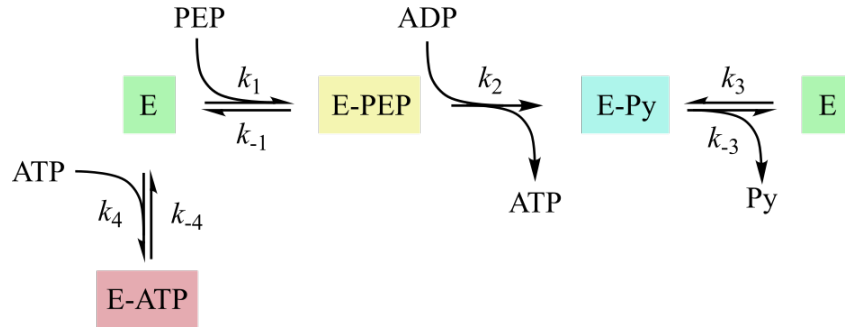 PEP
ADP
k1
k2
k3
E
E-PEP
E-Py
E
k-1
k-3
ATP
k4
k-4
ATP
Py
E-ATP